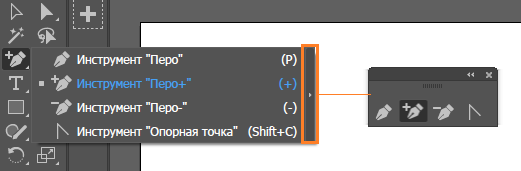 Инструмент "Перо" (P)
Инструмент "Перо+" (+)
Инструмент "Перо-" (-)
Инструмент "Опорная точка" (Shift+C)